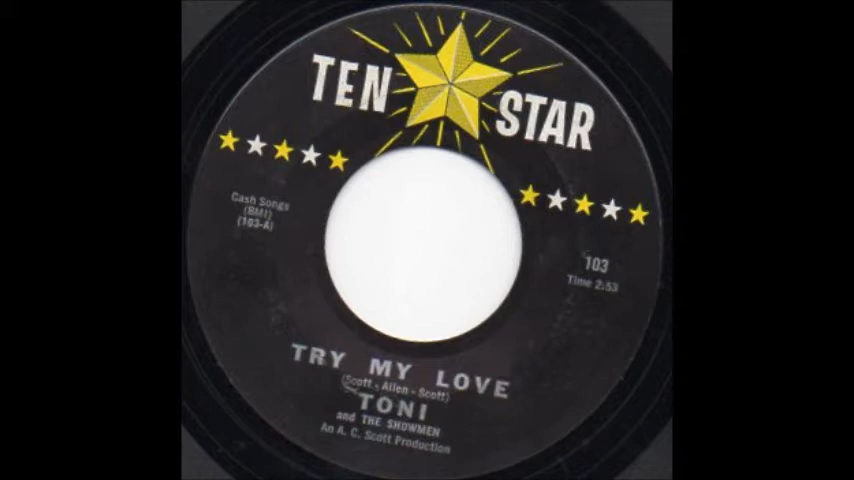 TEN STAR
Cash Songs
(BMI)
(103-A)
103
Time 2:53
TRY MY LOVE
(Scott - Allen - Scott)
TONI
and THE SHOWMEN
An A. C. Scott Production